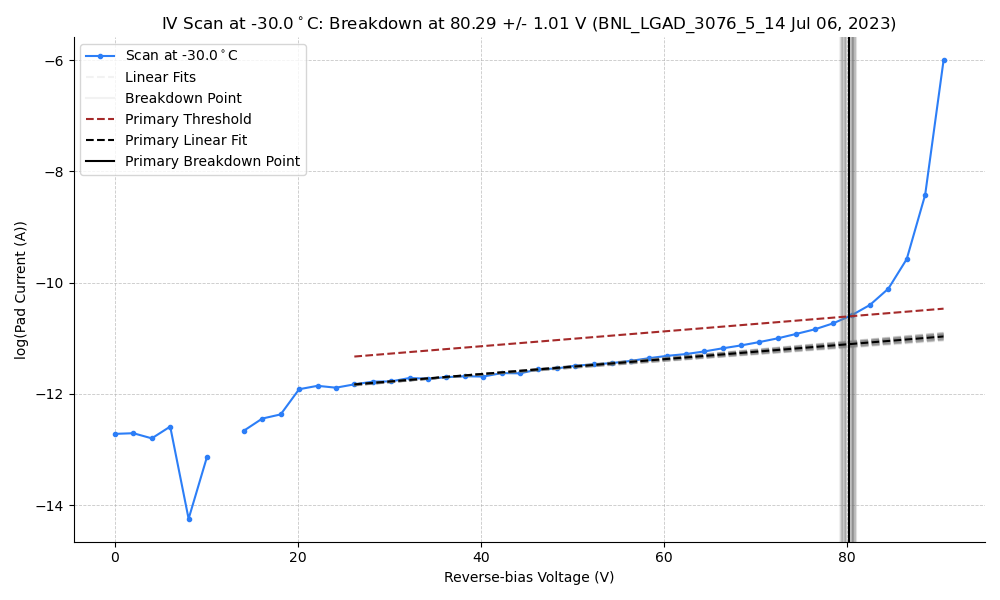 IV Scan at -30.0°C: Breakdown at 80.29 +/- 1.01 V (BNL_LGAD_3076_5_14 Jul 06, 2023)
Scan at -30.0°C
Linear Fits
Breakdown Point
Primary Threshold
Primary Linear Fit
Primary Breakdown Point
log(Pad Current (A))
−6
−8
−10
−12
−14
0 20 40 60 80
Reverse-bias Voltage (V)